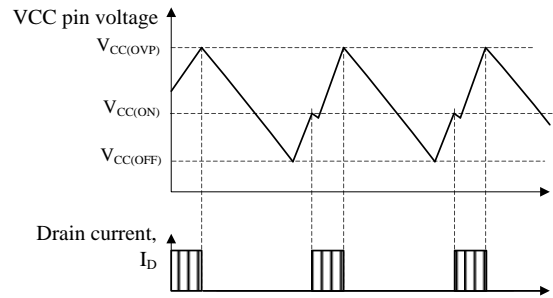 VCC pin voltage
VCC(OVP)
VCC(ON)
VCC(OFF)
Drain current,
ID